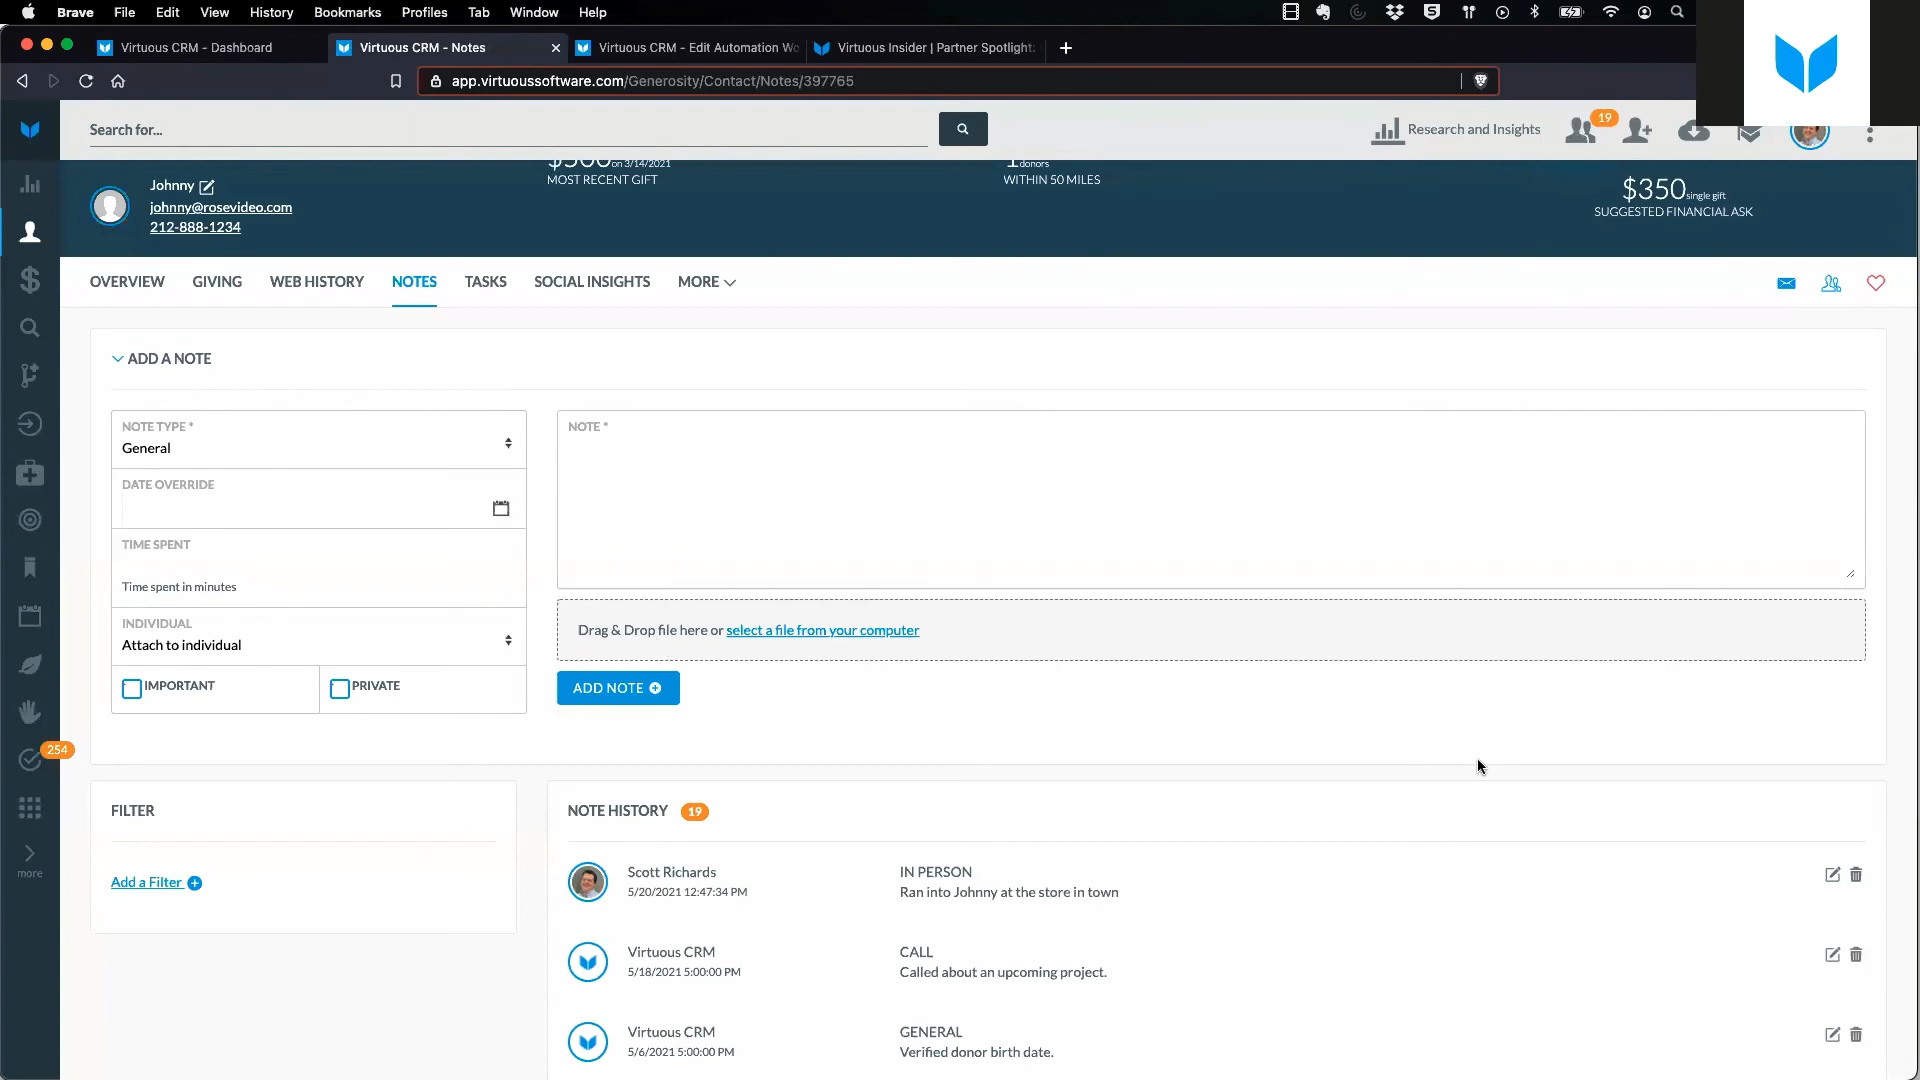 Brave File Edit View History Bookmarks Profiles Tab Window Help
Virtuous CRM - Dashboard
Virtuous CRM - Notes
Virtuous CRM - Edit Automation Wo
Virtuous Insider | Partner Spotlight:
app.virtuoussoftware.com/Generosity/Contact/Notes/397765
Search for...
Research and Insights
19
$500 on 3/14/2021
MOST RECENT GIFT
1 donors
WITHIN 50 MILES
$350 single gift
SUGGESTED FINANCIAL ASK
Johnny
johnny@rosevideo.com
212-888-1234
OVERVIEW GIVING WEB HISTORY NOTES TASKS SOCIAL INSIGHTS MORE
ADD A NOTE
NOTE TYPE *
General
DATE OVERRIDE
TIME SPENT
Time spent in minutes
INDIVIDUAL
Attach to individual
IMPORTANT
PRIVATE
NOTE *
Drag & Drop file here or select a file from your computer
ADD NOTE
254
more
FILTER
Add a Filter
NOTE HISTORY 19
Scott Richards
5/20/2021 12:47:34 PM
IN PERSON
Ran into Johnny at the store in town
Virtuous CRM
5/18/2021 5:00:00 PM
CALL
Called about an upcoming project.
Virtuous CRM
5/6/2021 5:00:00 PM
GENERAL
Verified donor birth date.